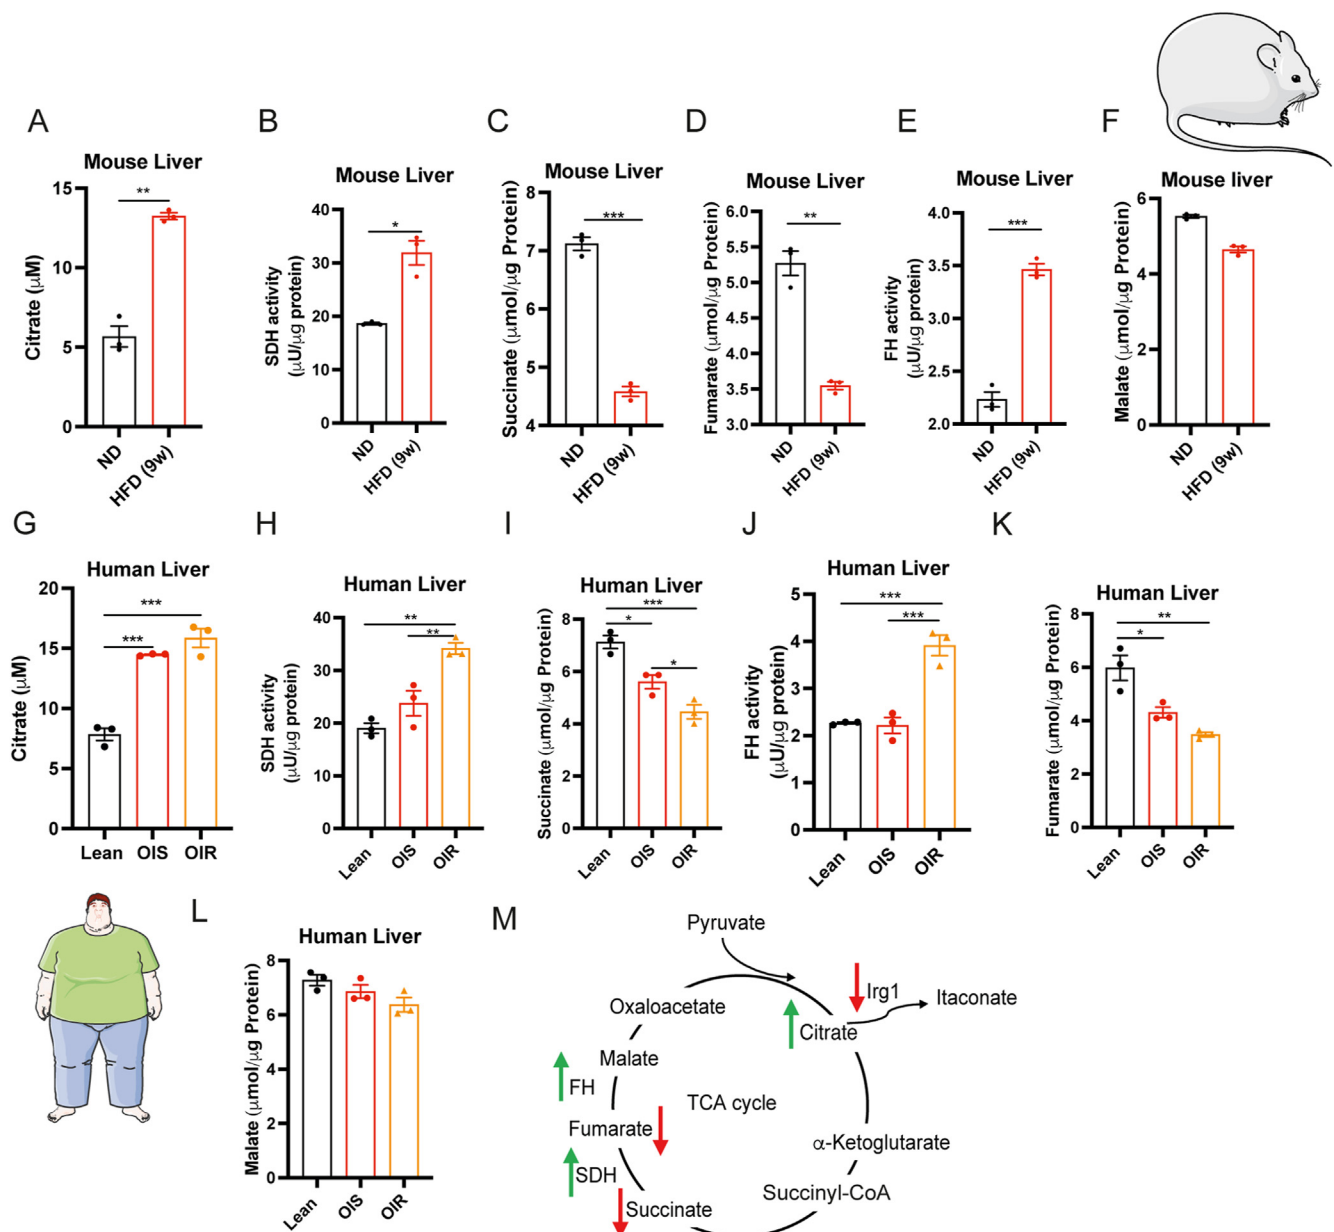 A
Mouse Liver
Citrate (µM)
15
10
5
0
**
ND
HFD (9w)
B
Mouse Liver
SDH activity
(µU/µg protein)
40
30
20
10
0
*
ND
HFD (9w)
C
Mouse Liver
Succinate (µmol/µg Protein)
8
7
6
5
4
***
ND
HFD (9w)
D
Mouse Liver
Fumarate (µmol/µg Protein)
6.0
5.5
5.0
4.5
4.0
3.5
3.0
**
ND
HFD (9w)
E
Mouse Liver
FH activity
(µU/µg protein)
4.0
3.5
3.0
2.5
2.0
***
ND
HFD (9w)
F
Mouse liver
Malate (µmol/µg Protein)
6
4
2
0
ND
HFD (9w)
G
Human Liver
Citrate (µM)
20
15
10
5
0
***
***
Lean OIS OIR
H
Human Liver
SDH activity
(µU/µg protein)
40
30
20
10
0
**
**
Lean
OIS
OIR
I
Human Liver
Succinate (µmol/µg Protein)
8
6
4
2
0
***
*
*
Lean
OIS
OIR
J
Human Liver
FH activity
(µU/µg protein)
5
4
3
2
1
0
***
***
Lean
OIS
OIR
K
Human Liver
Fumarate (µmol/µg Protein)
8
6
4
2
0
**
*
Lean
OIS
OIR
L
Human Liver
Malate (µmol/µg Protein)
8
6
4
2
0
Lean
OIS
OIR
M
Pyruvate
Irg1
Itaconate
Oxaloacetate
Citrate
Malate
FH
TCA cycle
Fumarate
α-Ketoglutarate
SDH
Succinyl-CoA
Succinate